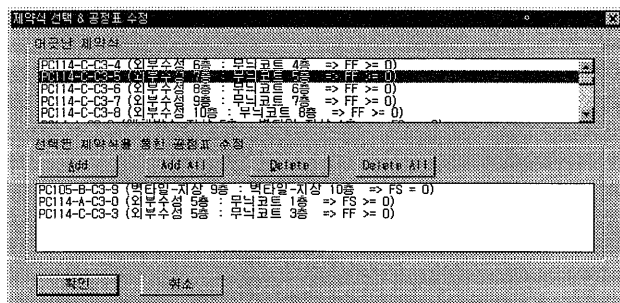 제약식 선택 & 공정표 수정
어긋난 제약식
PC114-C-C3-4 (외부수성 6층 : 무늬코트 4층 => FF >= 0)
PC114-C-C3-5 (외부수성 7층 : 무늬코트 5층 => FF >= 0)
PC114-C-C3-6 (외부수성 8층 : 무늬코트 6층 => FF >= 0)
PC114-C-C3-7 (외부수성 9층 : 무늬코트 7층 => FF >= 0)
PC114-C-C3-8 (외부수성 10층 : 무늬코트 8층 => FF >= 0)
선택된 제약식을 통한 공정표 수정
Add Add All Delete Delete All
PC105-B-C3-9 (벽타일-지상 9층 : 벽타일-지상 10층 => FS = 0)
PC114-A-C3-0 (외부수성 5층 : 무늬코트 1층 => FS >= 0)
PC114-C-C3-3 (외부수성 5층 : 무늬코트 3층 => FF >= 0)
확인 취소